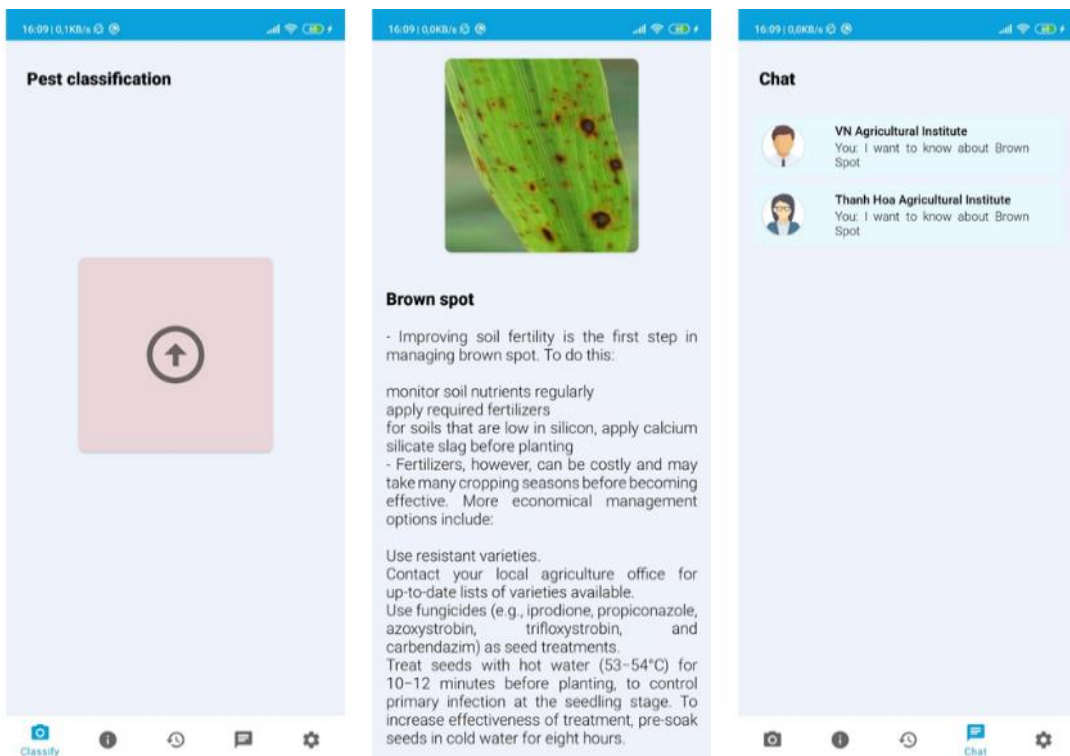 16:09 | 0,1KB/s
Pest classification
Classify
16:09 | 0,0KB/s
Brown spot
- Improving soil fertility is the first step in
managing brown spot. To do this:
monitor soil nutrients regularly
apply required fertilizers
for soils that are low in silicon, apply calcium
silicate slag before planting
- Fertilizers, however, can be costly and may
take many cropping seasons before becoming
effective. More economical management
options include:
Use resistant varieties.
Contact your local agriculture office for
up-to-date lists of varieties available.
Use fungicides (e.g., iprodione, propiconazole,
azoxystrobin, trifloxystrobin, and
carbendazim) as seed treatments.
Treat seeds with hot water (53–54°C) for
10–12 minutes before planting, to control
primary infection at the seedling stage. To
increase effectiveness of treatment, pre-soak
seeds in cold water for eight hours.
16:09 | 0,0KB/s
Chat
VN Agricultural Institute
You: I want to know about Brown
Spot
Thanh Hoa Agricultural Institute
You: I want to know about Brown
Spot
Chat